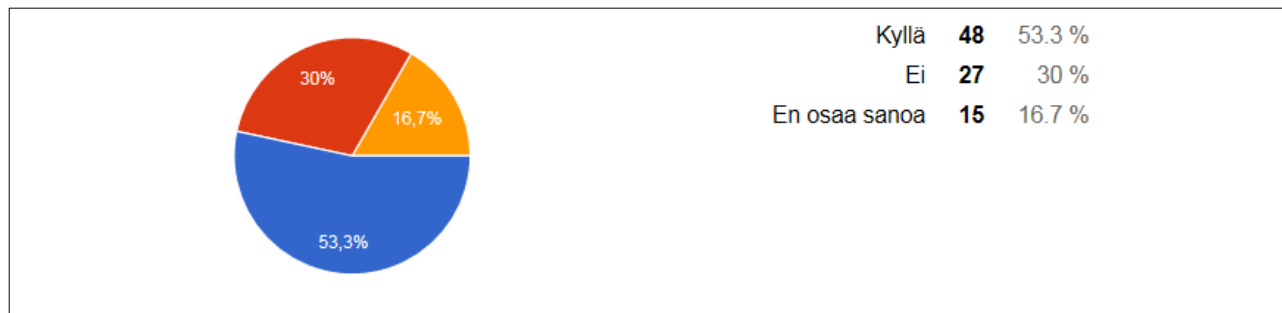 30%
16,7%
53,3%
Kyllä 48 53.3 %
Ei 27 30 %
En osaa sanoa 15 16.7 %